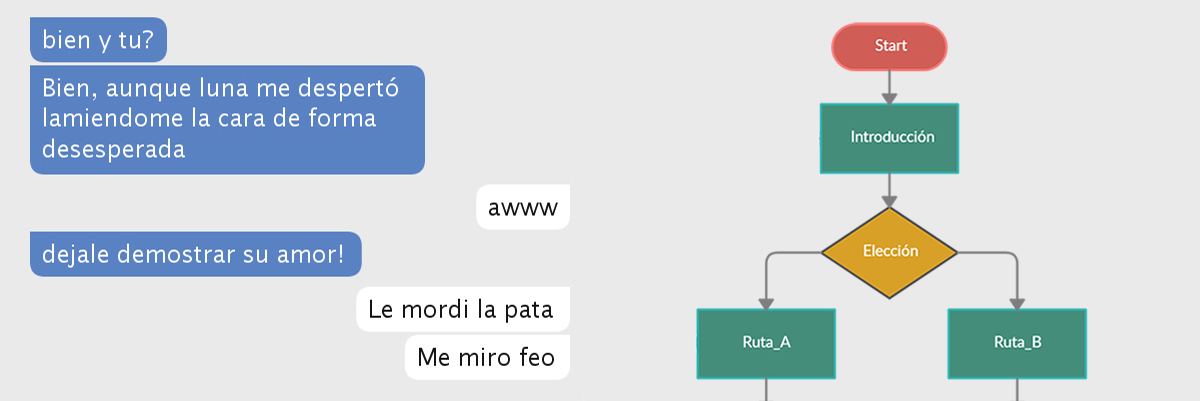 bien y tu?
Bien, aunque luna me despertó
lamiendome la cara de forma
desesperada
awww
dejale demostrar su amor!
Le mordi la pata
Me miro feo
Start
Introducción
Elección
Ruta_A
Ruta_B